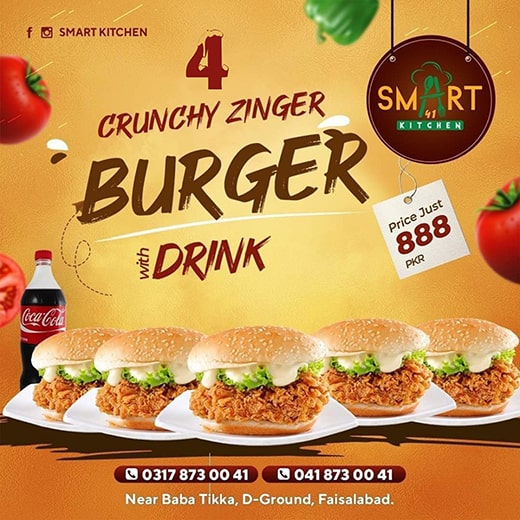 SMART KITCHEN
4
CRUNCHY ZINGER
BURGER
with DRINK
SMART
41
KITCHEN
Price Just
888
PKR
Coca-Cola
0317 873 00 41
041 873 00 41
Near Baba Tikka, D-Ground, Faisalabad.